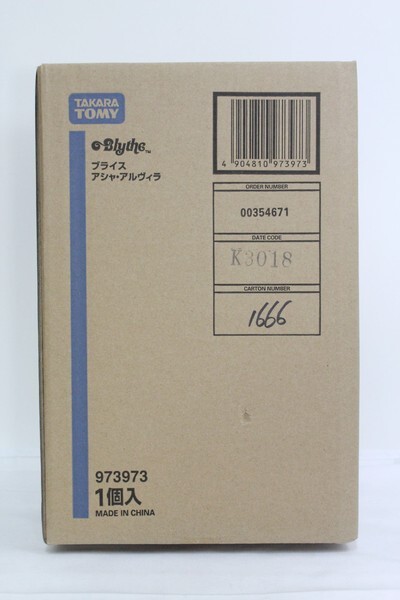 TAKARA
TOMY
Blythe™
ブライス
アシャ・アルヴィラ
4 904810 973973
ORDER NUMBER
00354671
DATE CODE
K3018
CARTON NUMBER
1666
973973
1個入
MADE IN CHINA